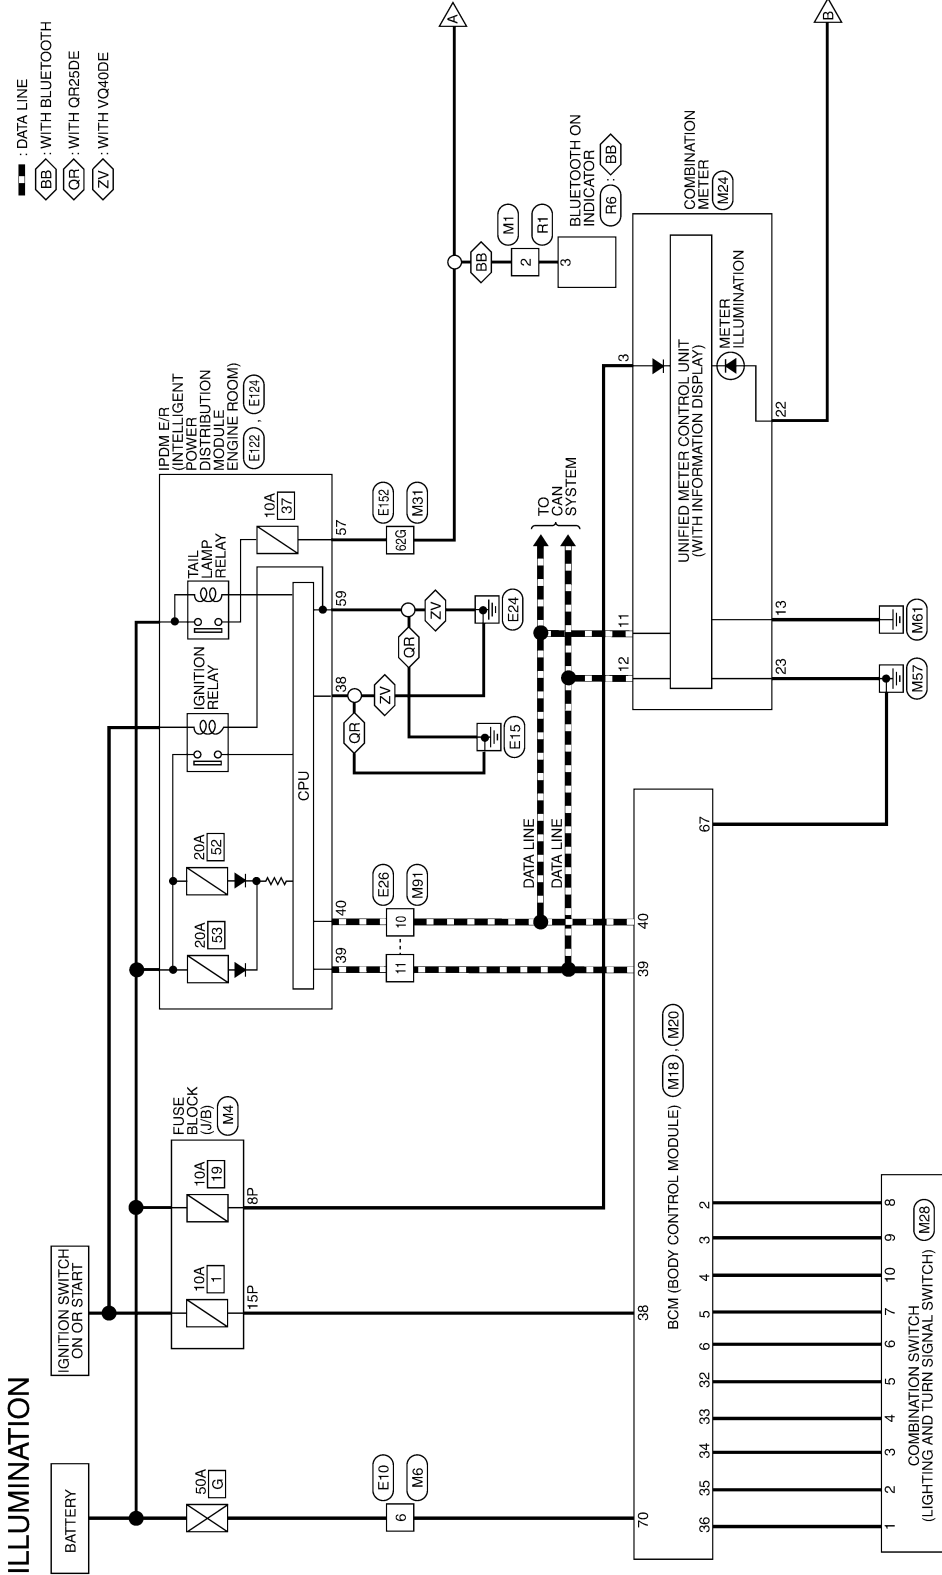 ILLUMINATION
BATTERY
IGNITION SWITCH
ON OR START
: DATA LINE
BB : WITH BLUETOOTH
QR : WITH QR25DE
ZV : WITH VQ40DE
50A
G
FUSE
BLOCK
(J/B)
M4
10A
1
10A
19
15P
8P
IPDM E/R
(INTELLIGENT
POWER
DISTRIBUTION
MODULE
ENGINE ROOM)
E122 , E124
20A
53
20A
52
IGNITION
RELAY
TAIL
LAMP
RELAY
10A
37
CPU
39
40
38
59
57
6
E10
M6
11
10
E26
M91
QR
ZV
QR
ZV
E15
E24
62G
E152
M31
A
BB
2
M1
R1
3
BLUETOOTH ON
INDICATOR
R6 : BB
DATA LINE
DATA LINE
TO
CAN
SYSTEM
70
38
39
40
67
BCM (BODY CONTROL MODULE) M18 , M20
36
35
34
33
32
6
5
4
3
2
12
11
3
COMBINATION
METER
M24
UNIFIED METER CONTROL UNIT
(WITH INFORMATION DISPLAY)
METER
ILLUMINATION
23
13
22
B
M57
M61
1
2
3
4
5
6
7
10
9
8
COMBINATION SWITCH
(LIGHTING AND TURN SIGNAL SWITCH)
M28